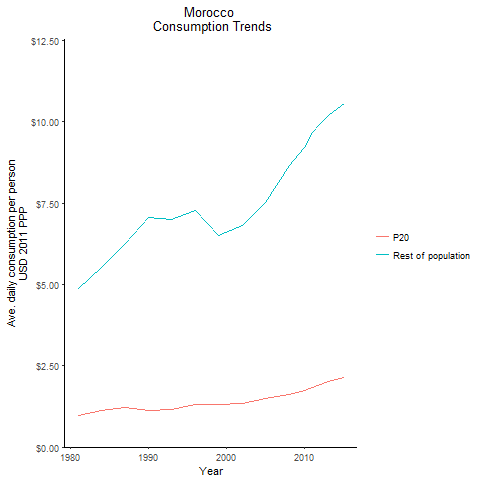 Morocco
Consumption Trends
Ave. daily consumption per person
USD 2011 PPP
$12.50
$10.00
$7.50
$5.00
$2.50
$0.00
1980 1990 2000 2010
Year
P20
Rest of population